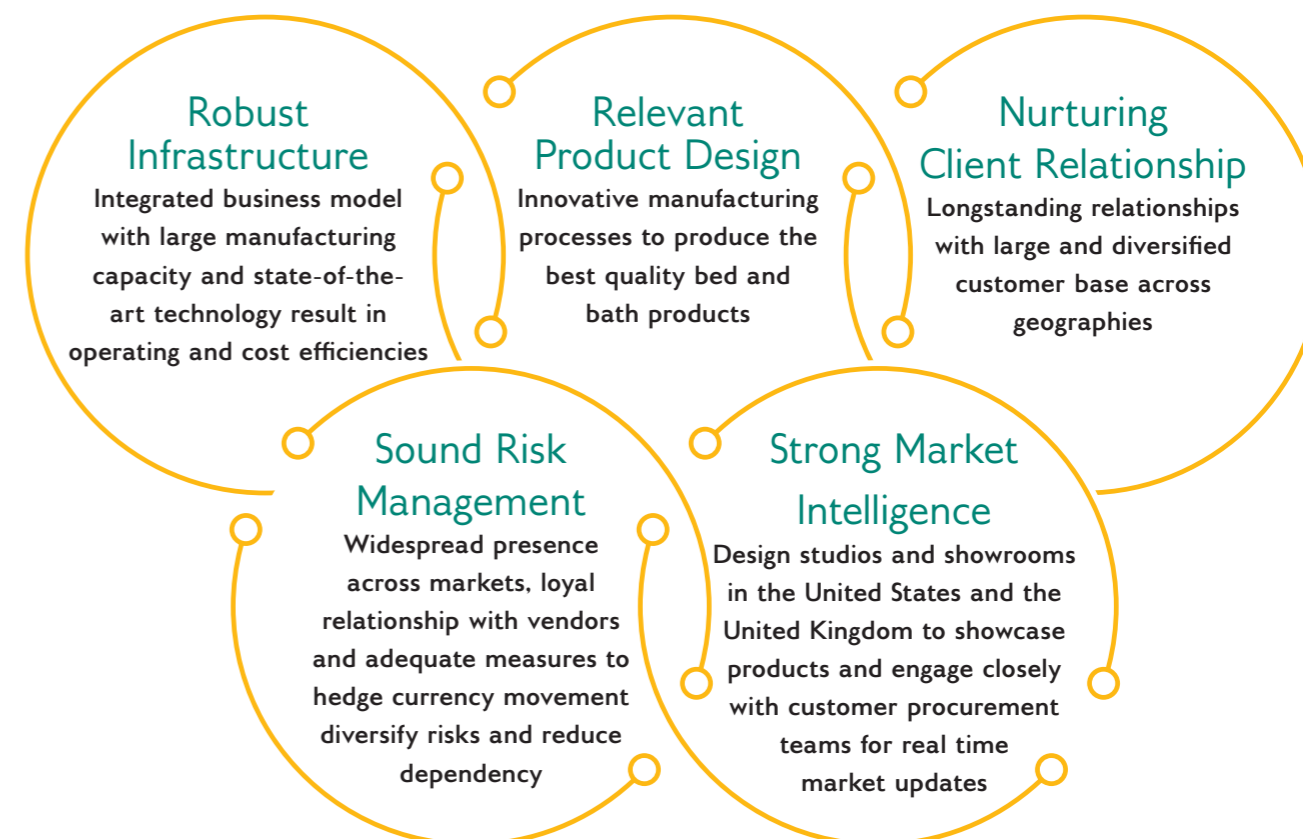 Robust
Infrastructure
Integrated business model
with large manufacturing
capacity and state-of-the-
art technology result in
operating and cost efficiencies
Relevant
Product Design
Innovative manufacturing
processes to produce the
best quality bed and
bath products
Nurturing
Client Relationship
Longstanding relationships
with large and diversified
customer base across
geographies
Sound Risk
Management
Widespread presence
across markets, loyal
relationship with vendors
and adequate measures to
hedge currency movement
diversify risks and reduce
dependency
Strong Market
Intelligence
Design studios and showrooms
in the United States and the
United Kingdom to showcase
products and engage closely
with customer procurement
teams for real time
market updates